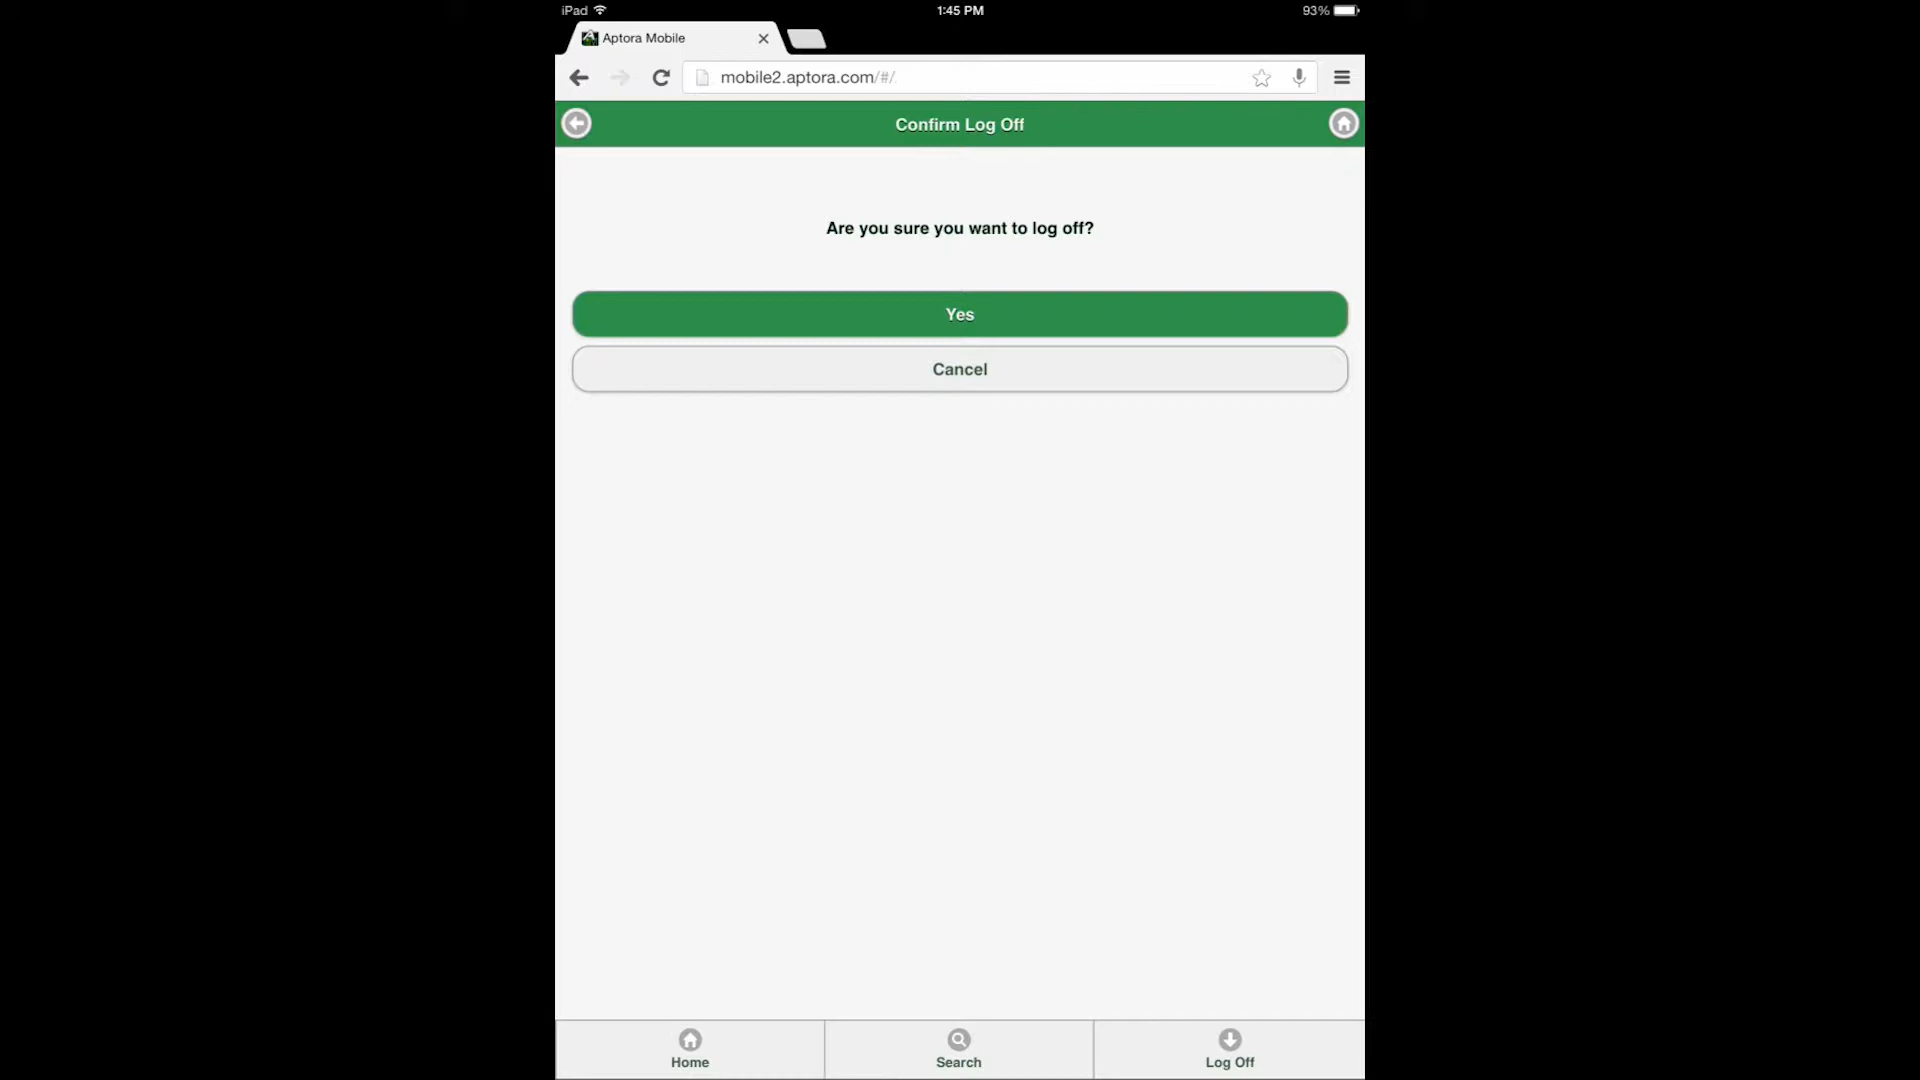 iPad 1:45 PM 93%
Aptora Mobile
mobile2.aptora.com/#/
Confirm Log Off
Are you sure you want to log off?
Yes
Cancel
Home Search Log Off